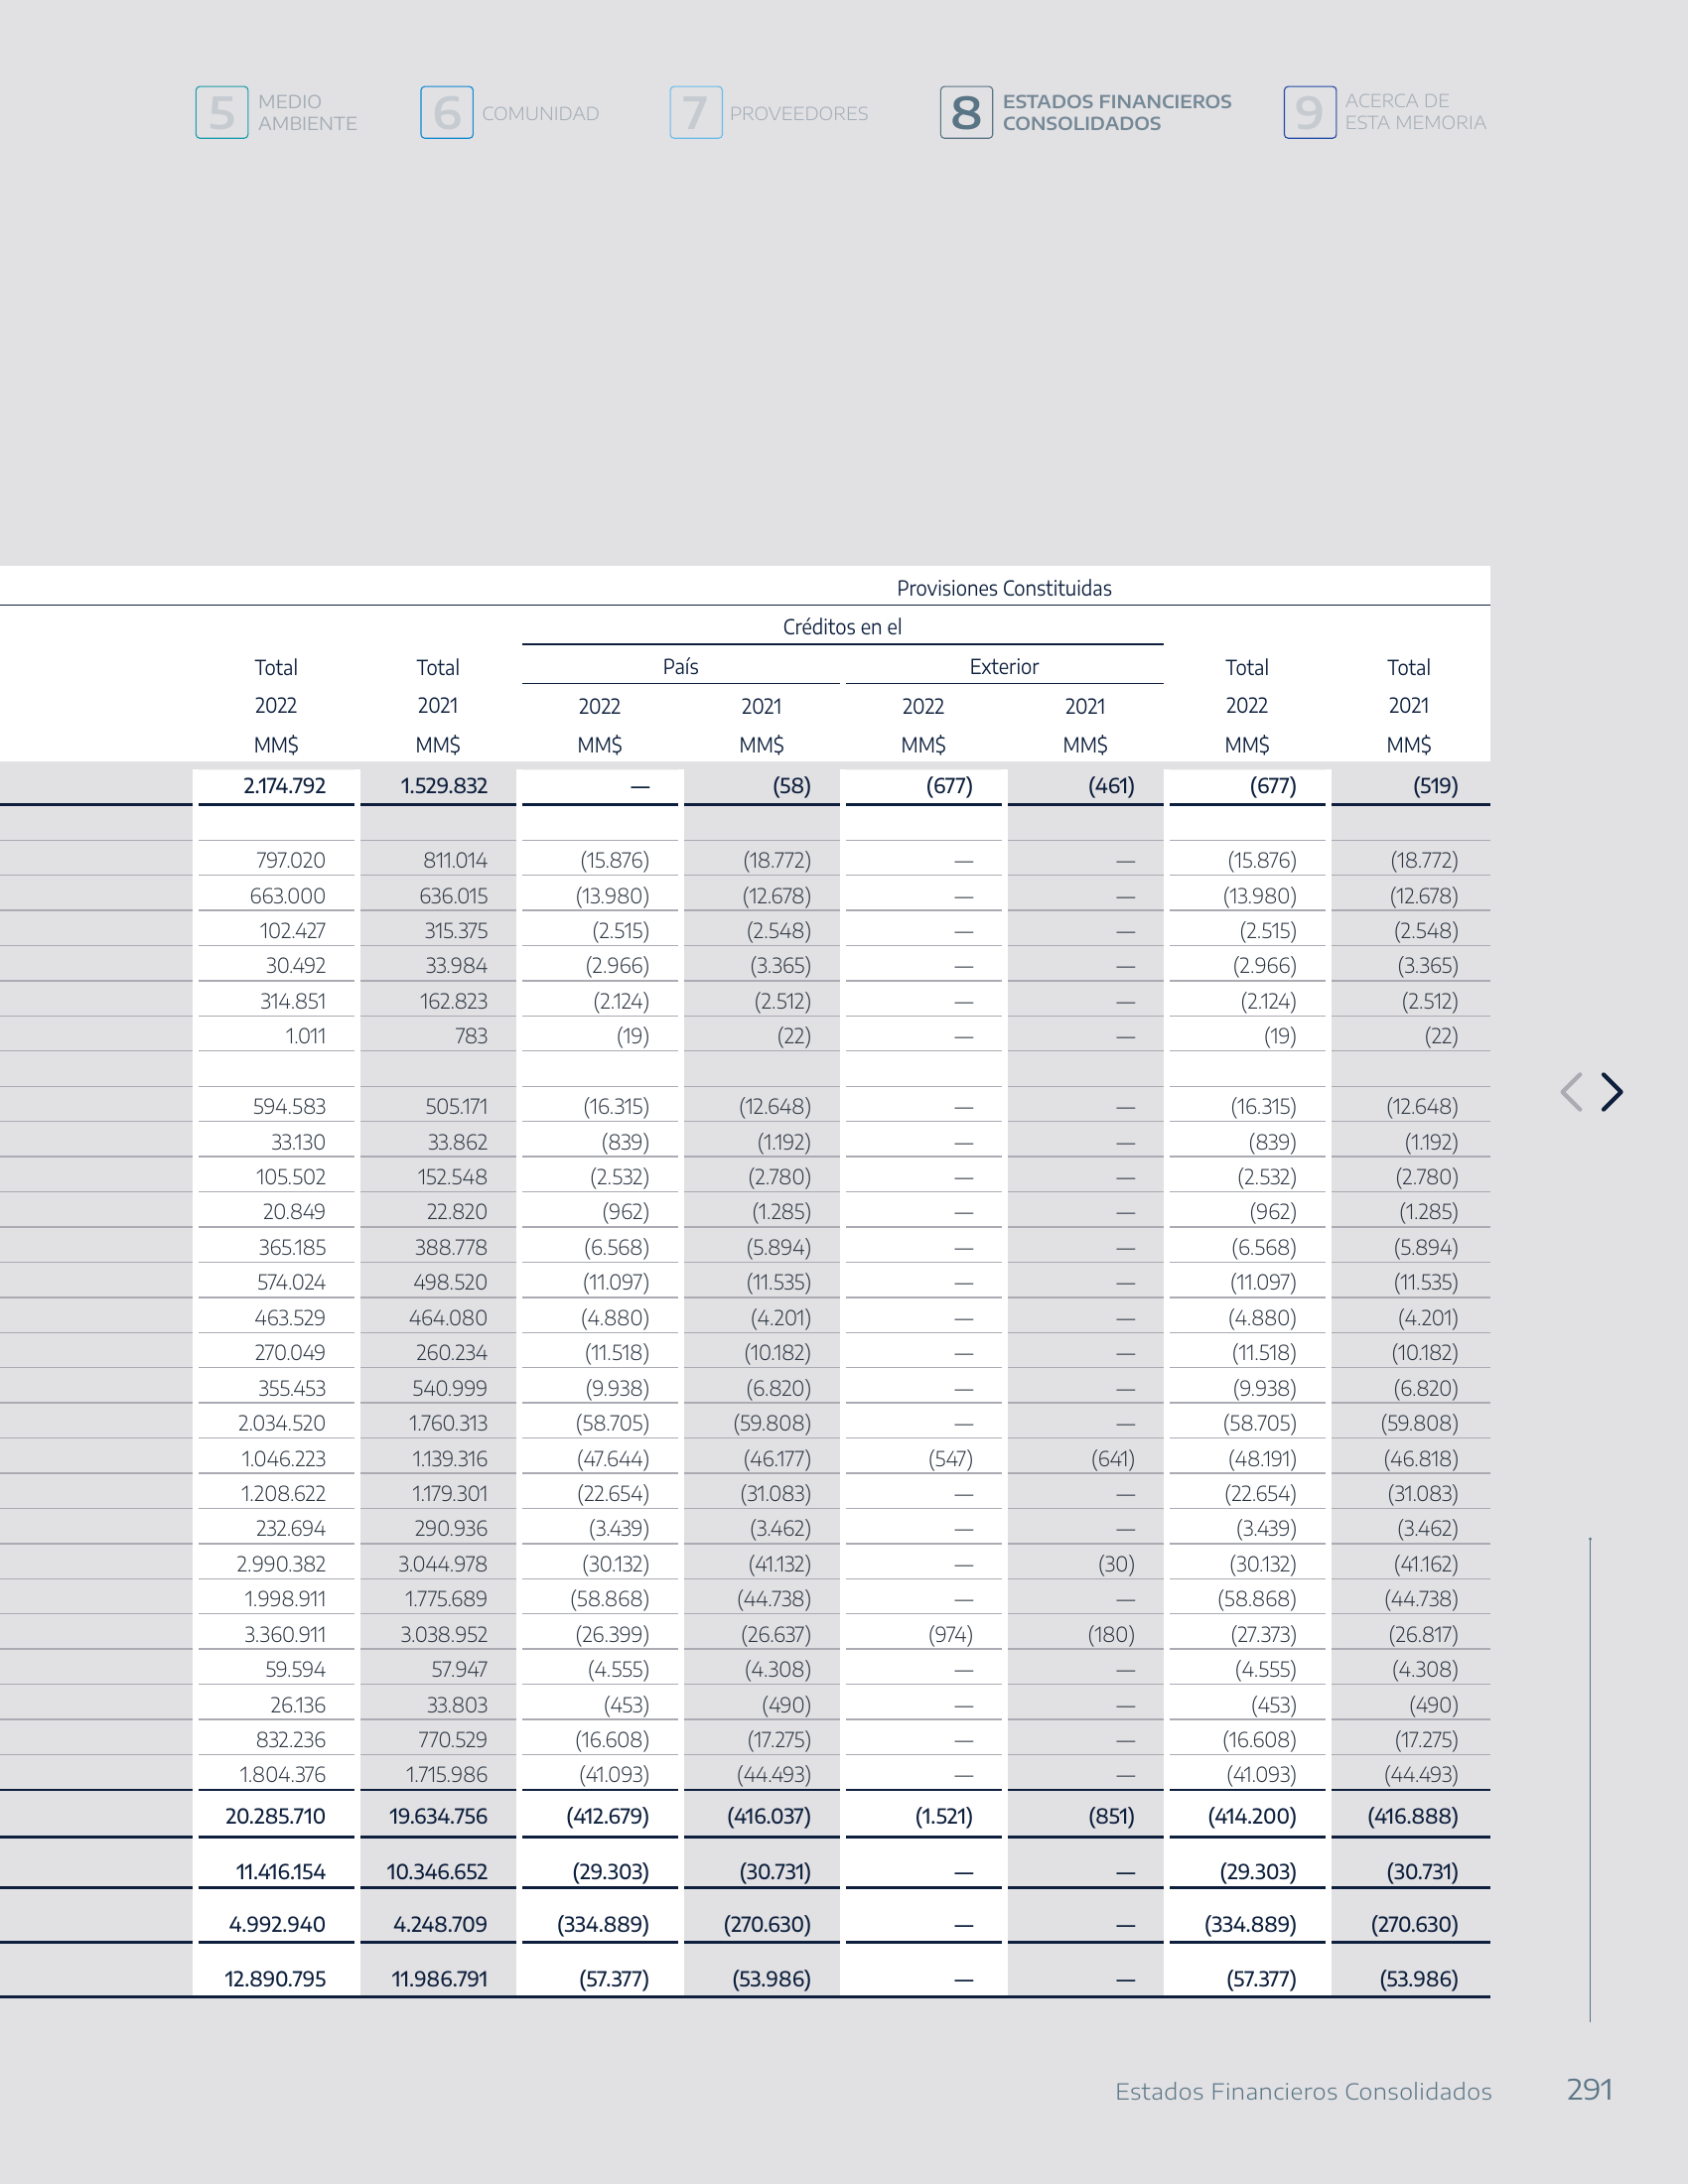 5 MEDIO AMBIENTE
6 COMUNIDAD
7 PROVEEDORES
8 ESTADOS FINANCIEROS CONSOLIDADOS
9 ACERCA DE ESTA MEMORIA
Provisiones Constituidas
Créditos en el
Total Total País Exterior Total Total
2022 2021 2022 2021 2022 2021 2022 2021
MM$ MM$ MM$ MM$ MM$ MM$ MM$ MM$
2.174.792 1.529.832 — (58) (677) (461) (677) (519)
797.020 811.014 (15.876) (18.772) — — (15.876) (18.772)
663.000 636.015 (13.980) (12.678) — — (13.980) (12.678)
102.427 315.375 (2.515) (2.548) — — (2.515) (2.548)
30.492 33.984 (2.966) (3.365) — — (2.966) (3.365)
314.851 162.823 (2.124) (2.512) — — (2.124) (2.512)
1.011 783 (19) (22) — — (19) (22)
594.583 505.171 (16.315) (12.648) — — (16.315) (12.648)
33.130 33.862 (839) (1.192) — — (839) (1.192)
105.502 152.548 (2.532) (2.780) — — (2.532) (2.780)
20.849 22.820 (962) (1.285) — — (962) (1.285)
365.185 388.778 (6.568) (5.894) — — (6.568) (5.894)
574.024 498.520 (11.097) (11.535) — — (11.097) (11.535)
463.529 464.080 (4.880) (4.201) — — (4.880) (4.201)
270.049 260.234 (11.518) (10.182) — — (11.518) (10.182)
355.453 540.999 (9.938) (6.820) — — (9.938) (6.820)
2.034.520 1.760.313 (58.705) (59.808) — — (58.705) (59.808)
1.046.223 1.139.316 (47.644) (46.177) (547) (641) (48.191) (46.818)
1.208.622 1.179.301 (22.654) (31.083) — — (22.654) (31.083)
232.694 290.936 (3.439) (3.462) — — (3.439) (3.462)
2.990.382 3.044.978 (30.132) (41.132) — (30) (30.132) (41.162)
1.998.911 1.775.689 (58.868) (44.738) — — (58.868) (44.738)
3.360.911 3.038.952 (26.399) (26.637) (974) (180) (27.373) (26.817)
59.594 57.947 (4.555) (4.308) — — (4.555) (4.308)
26.136 33.803 (453) (490) — — (453) (490)
832.236 770.529 (16.608) (17.275) — — (16.608) (17.275)
1.804.376 1.715.986 (41.093) (44.493) — — (41.093) (44.493)
20.285.710 19.634.756 (412.679) (416.037) (1.521) (851) (414.200) (416.888)
11.416.154 10.346.652 (29.303) (30.731) — — (29.303) (30.731)
4.992.940 4.248.709 (334.889) (270.630) — — (334.889) (270.630)
12.890.795 11.986.791 (57.377) (53.986) — — (57.377) (53.986)
Estados Financieros Consolidados 291